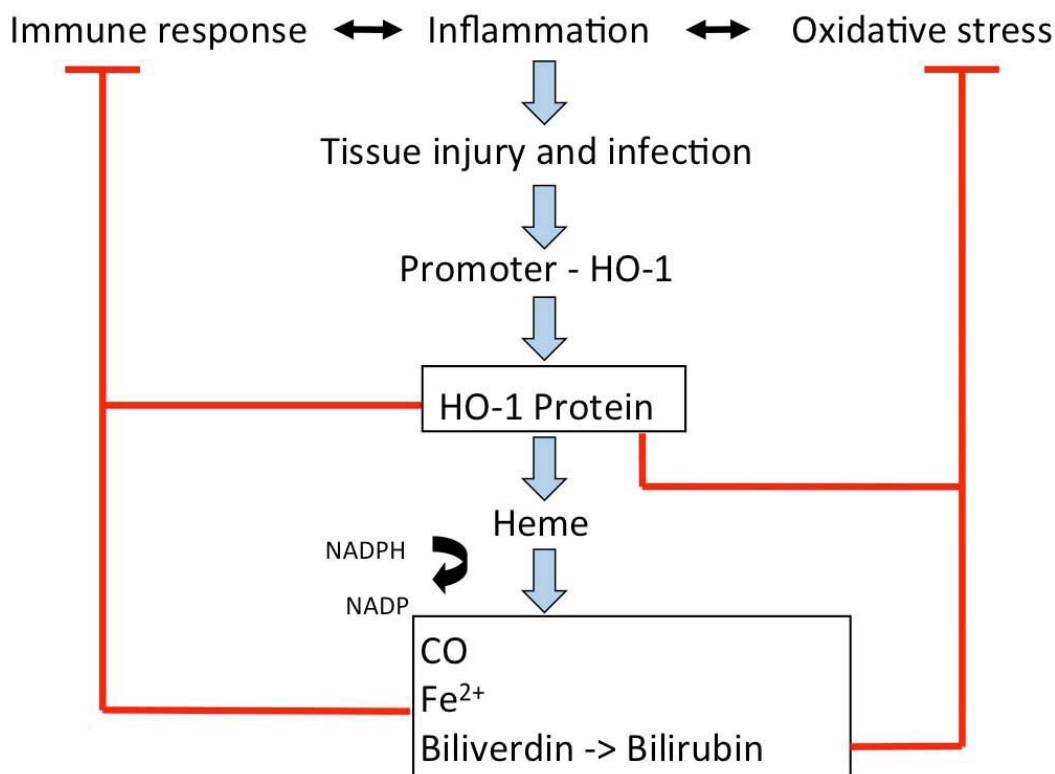 Immune response Inflammation Oxidative stress
Tissue injury and infection
Promoter - HO-1
HO-1 Protein
Heme
NADPH
NADP
CO
Fe²⁺
Biliverdin -> Bilirubin